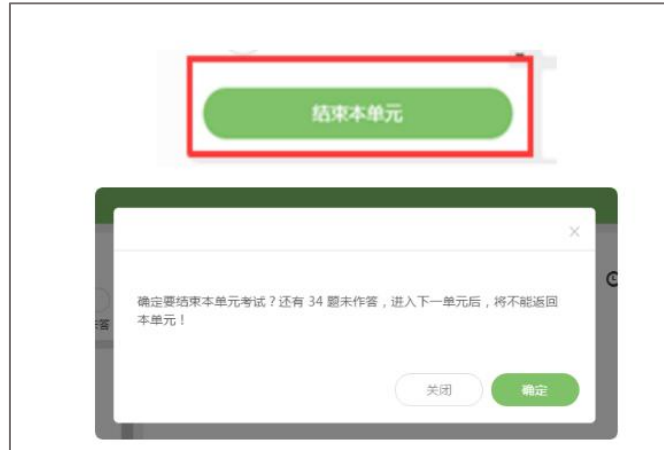 结束本单元
确定要结束本单元考试？还有 34 题未作答，进入下一单元后，将不能返回
本单元！
答
关闭
确定